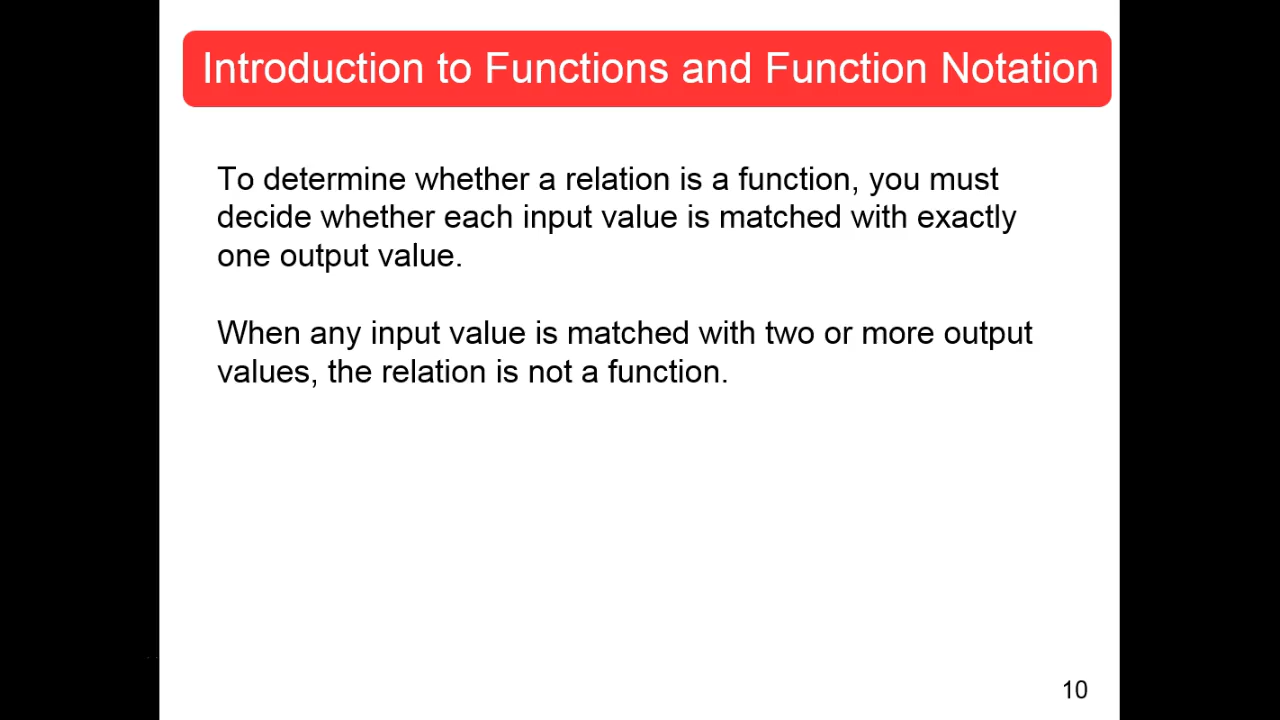 Introduction to Functions and Function Notation
To determine whether a relation is a function, you must
decide whether each input value is matched with exactly
one output value.
When any input value is matched with two or more output
values, the relation is not a function.
10